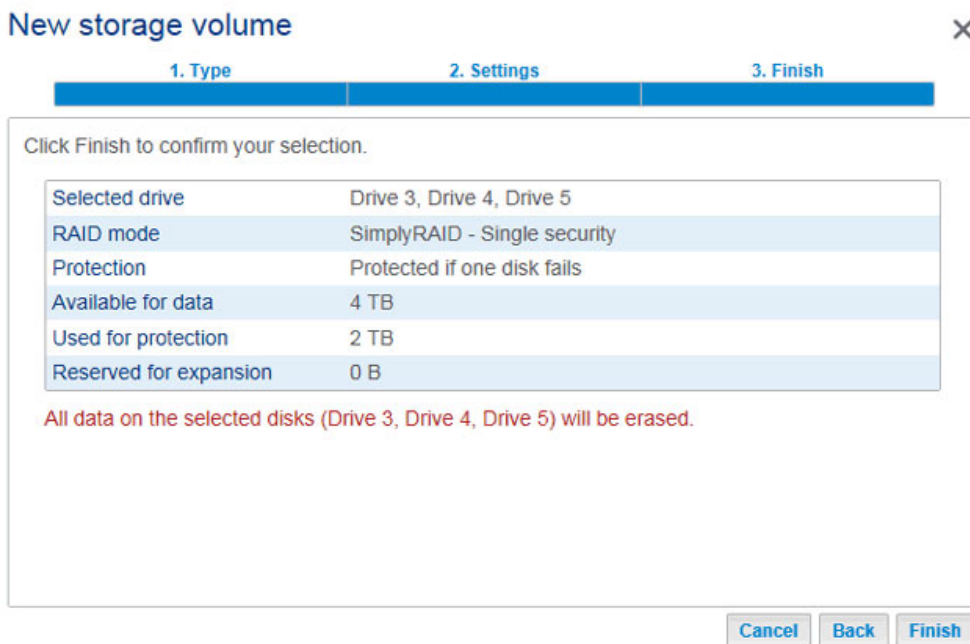 New storage volume
1. Type 2. Settings 3. Finish
Click Finish to confirm your selection.
Selected drive Drive 3, Drive 4, Drive 5
RAID mode SimplyRAID - Single security
Protection Protected if one disk fails
Available for data 4 TB
Used for protection 2 TB
Reserved for expansion 0 B
All data on the selected disks (Drive 3, Drive 4, Drive 5) will be erased.
Cancel Back Finish